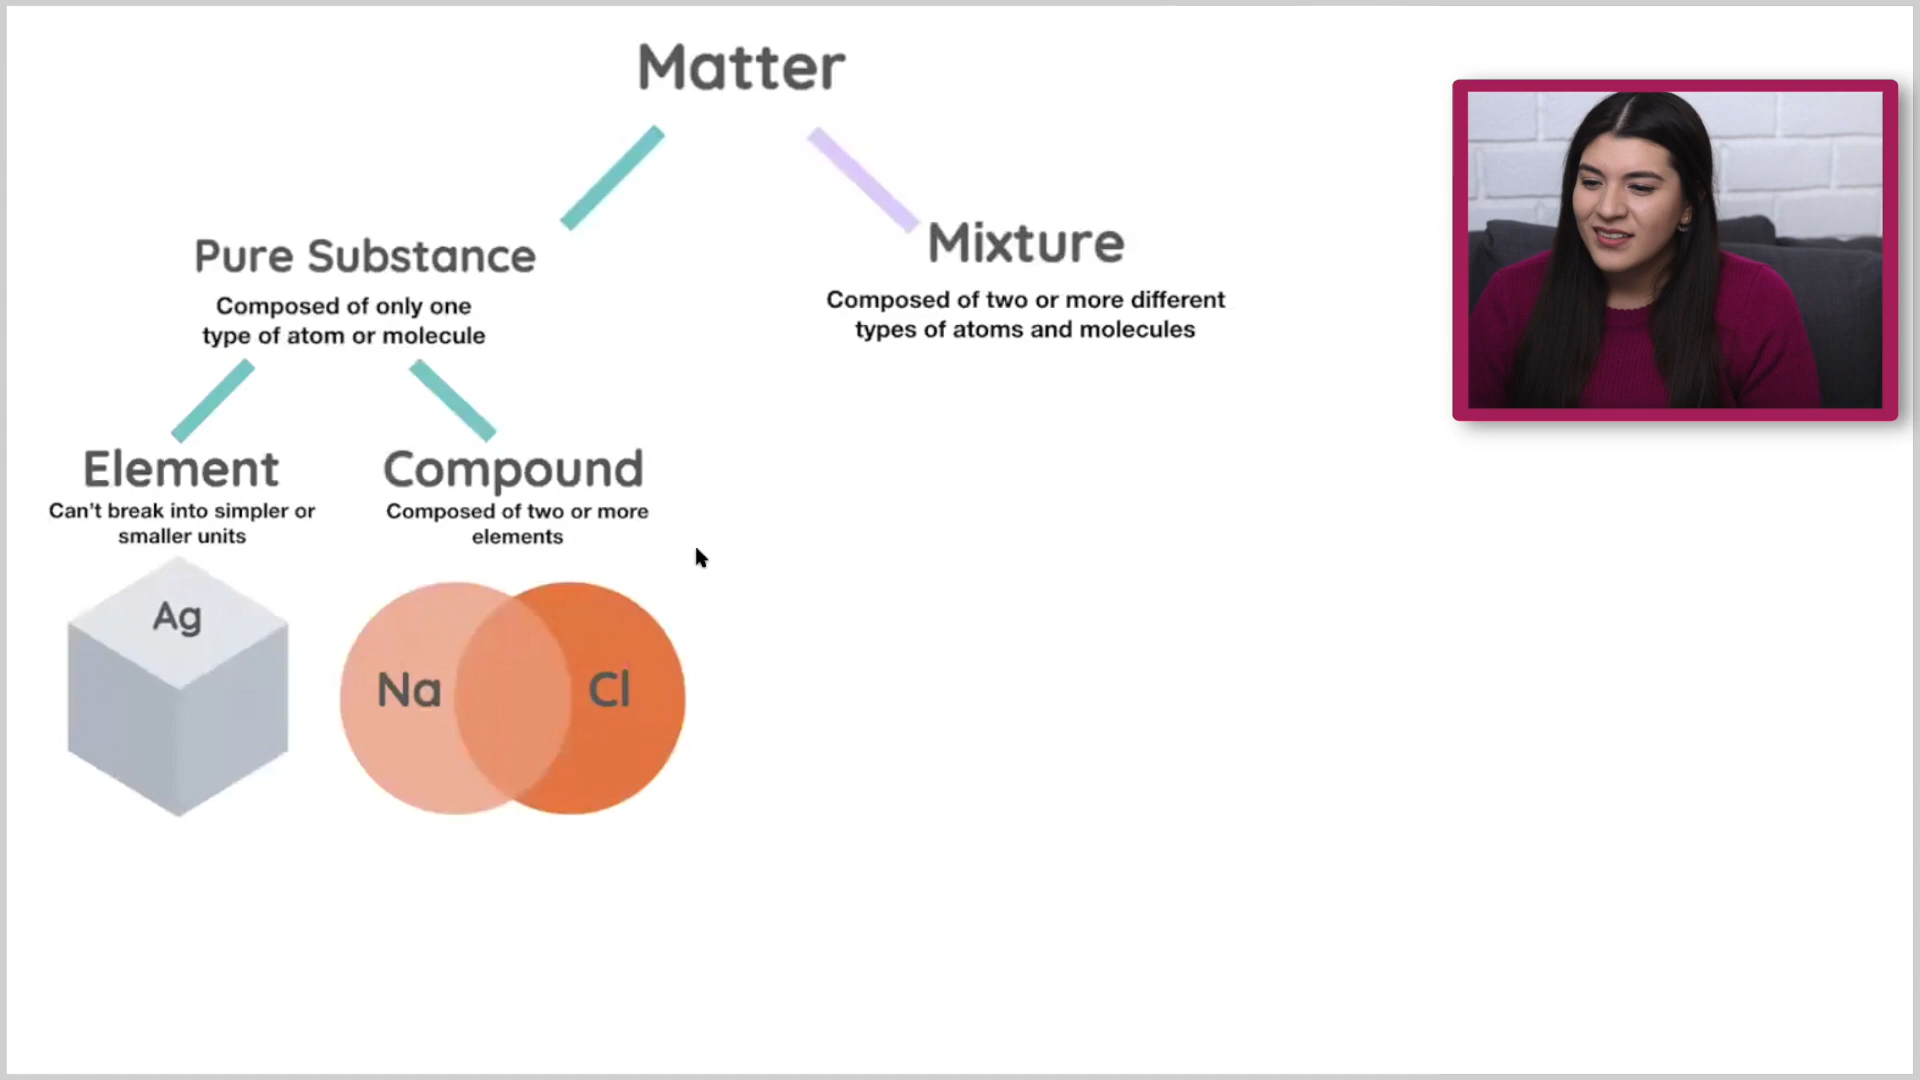 Matter
Pure Substance
Composed of only one
type of atom or molecule
Mixture
Composed of two or more different
types of atoms and molecules
Element
Can't break into simpler or
smaller units
Ag
Compound
Composed of two or more
elements
Na
Cl